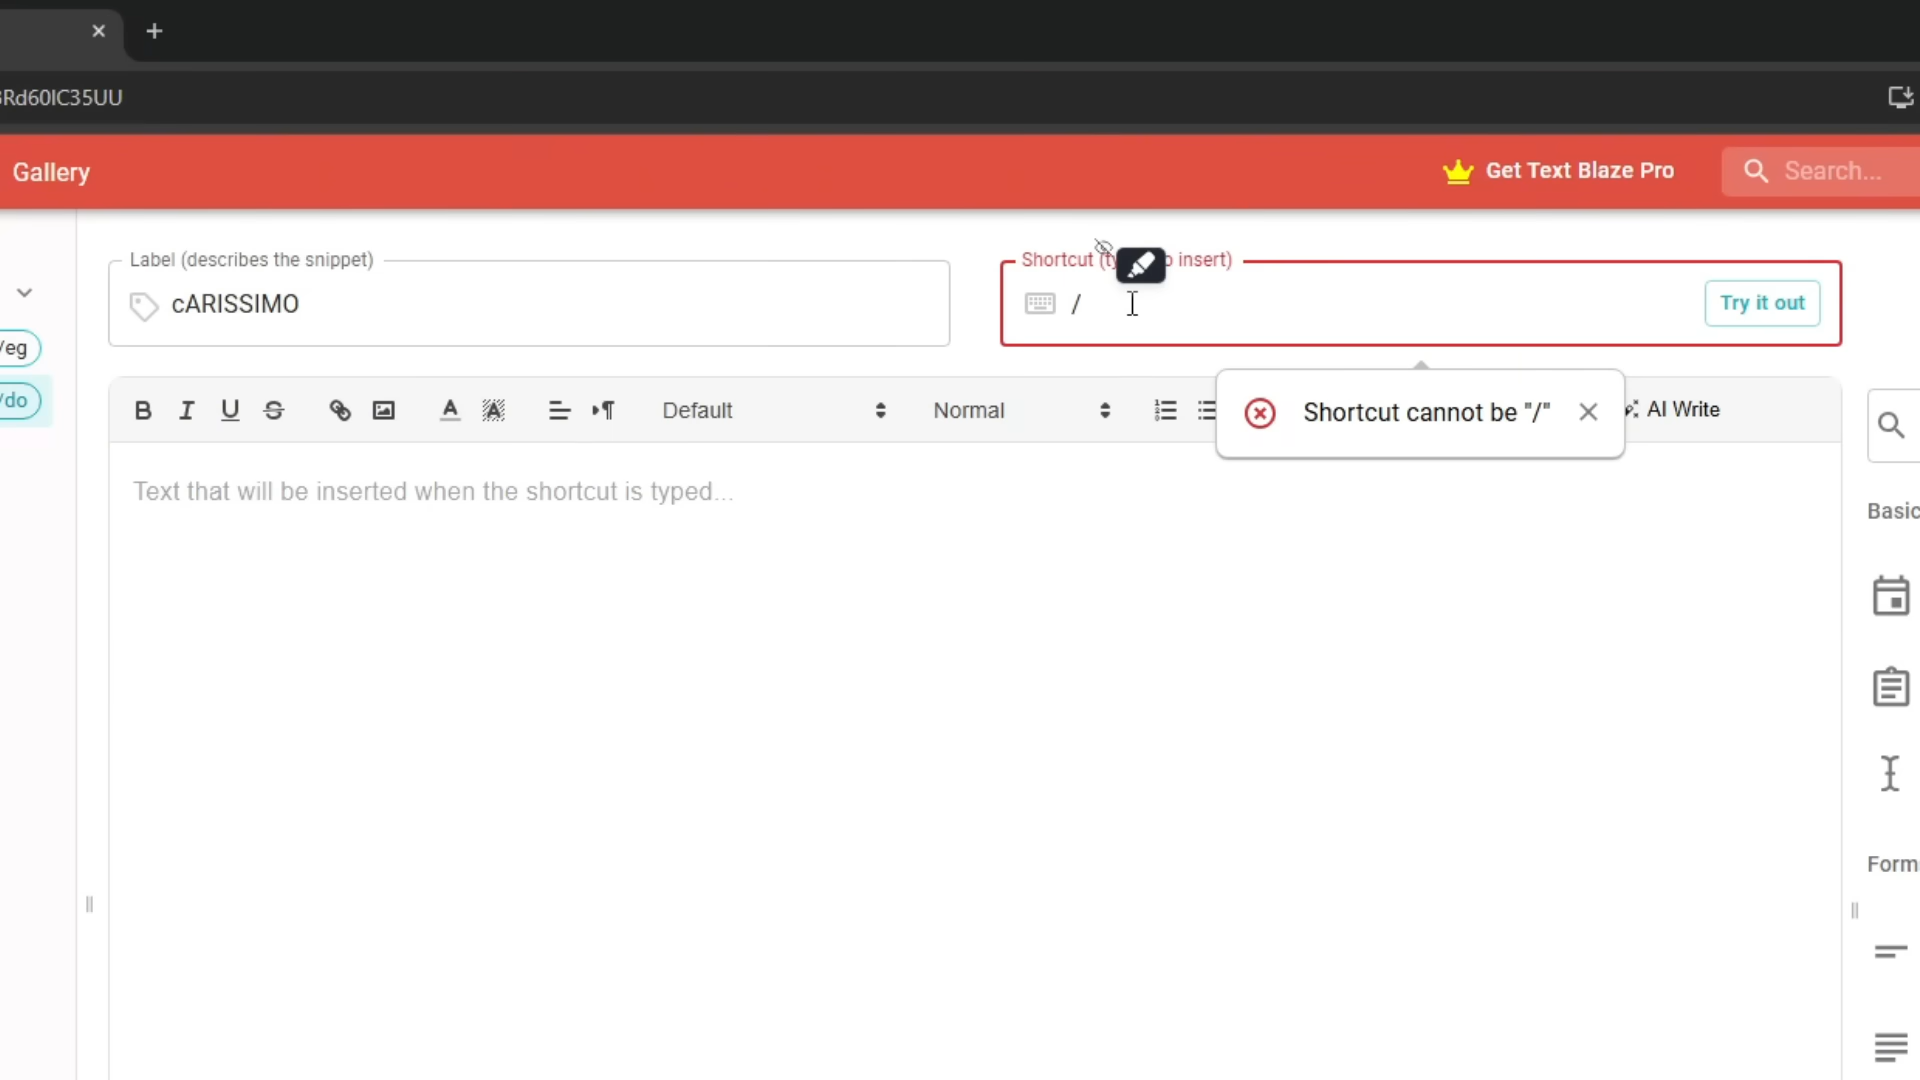 Rd60IC35UU
Gallery
Get Text Blaze Pro
Search...
Label (describes the snippet)
cARISSIMO
Shortcut (ty o insert)
/
Try it out
/eg
/do
B I U S A A Default Normal
AI Write
Shortcut cannot be "/"
Text that will be inserted when the shortcut is typed...
Basic
Form